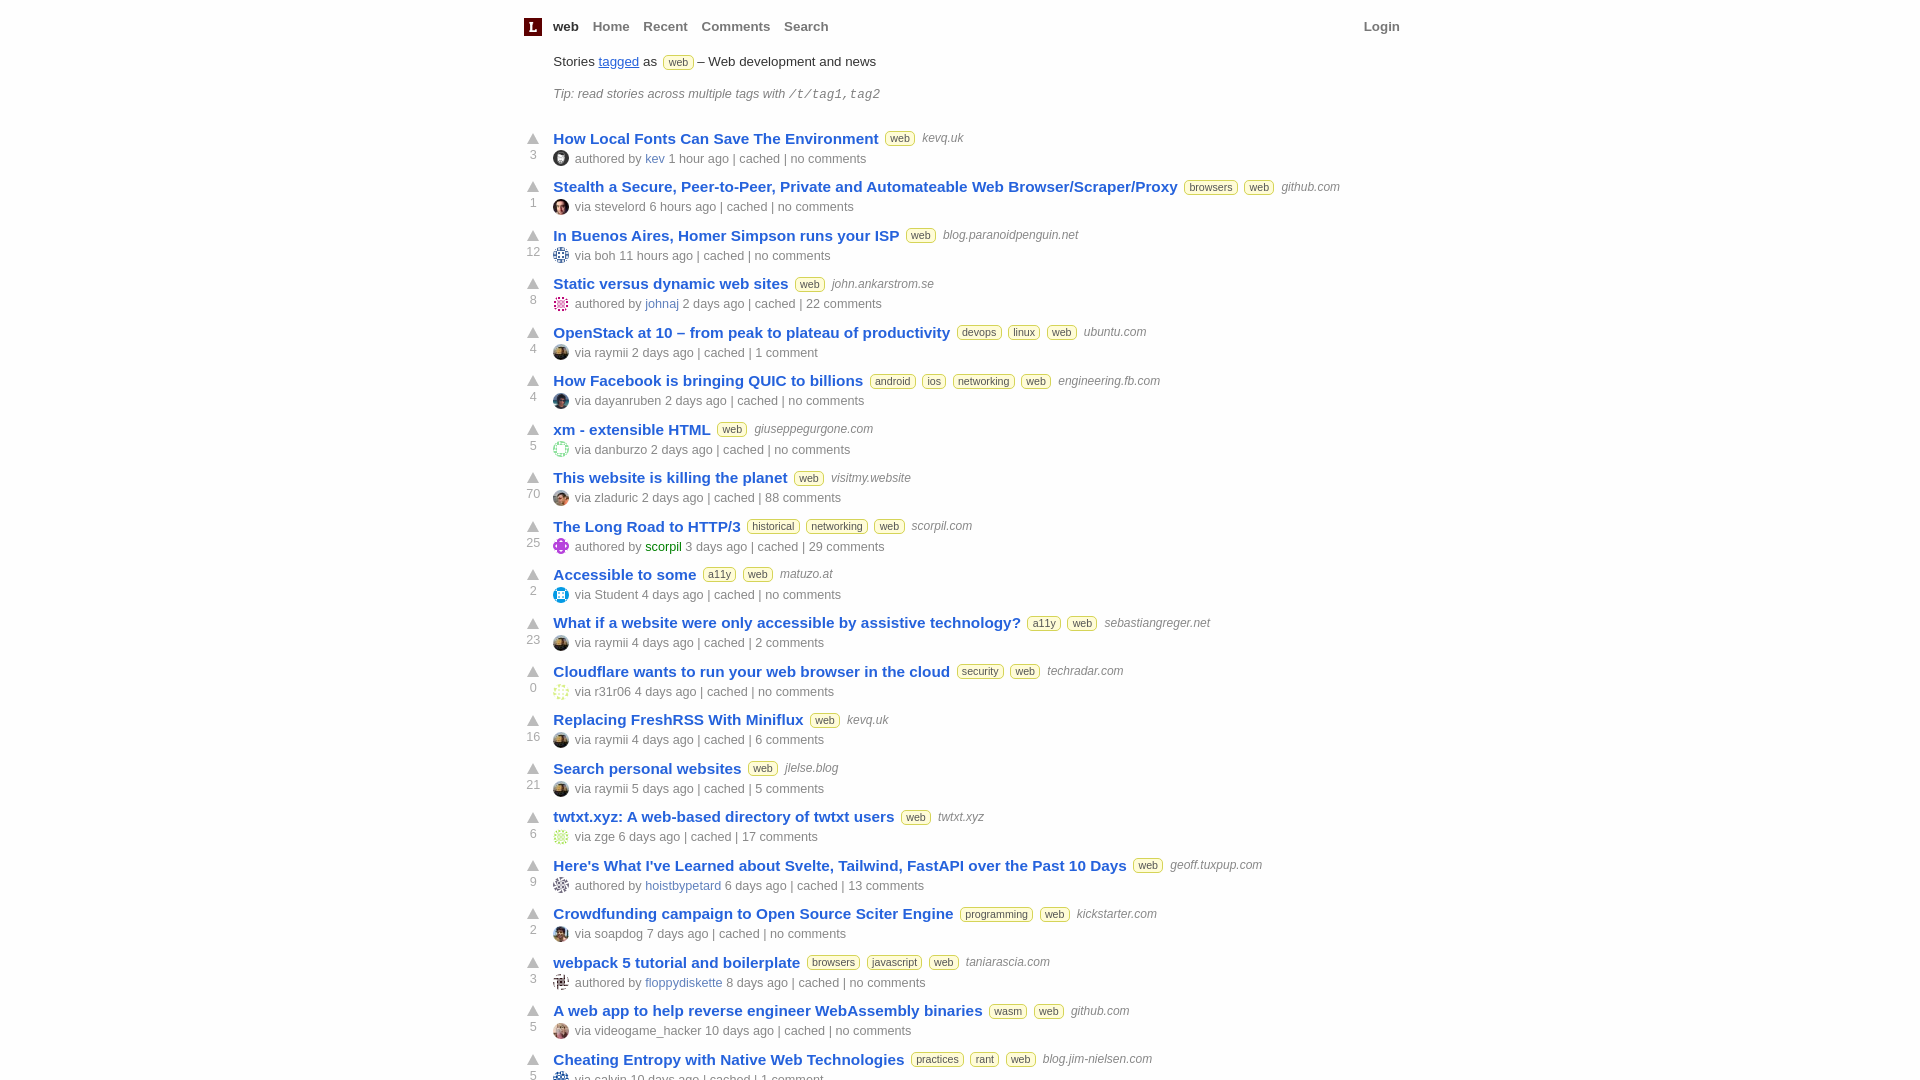 L web Home Recent Comments Search Login
Stories tagged as web – Web development and news
Tip: read stories across multiple tags with /t/tag1,tag2
How Local Fonts Can Save The Environment web kevq.uk
3 authored by kev 1 hour ago | cached | no comments
Stealth a Secure, Peer-to-Peer, Private and Automateable Web Browser/Scraper/Proxy browsers web github.com
1 via stevelord 6 hours ago | cached | no comments
In Buenos Aires, Homer Simpson runs your ISP web blog.paranoidpenguin.net
12 via boh 11 hours ago | cached | no comments
Static versus dynamic web sites web john.ankarstrom.se
8 authored by johnaj 2 days ago | cached | 22 comments
OpenStack at 10 – from peak to plateau of productivity devops linux web ubuntu.com
4 via raymii 2 days ago | cached | 1 comment
How Facebook is bringing QUIC to billions android ios networking web engineering.fb.com
4 via dayanruben 2 days ago | cached | no comments
xm - extensible HTML web giuseppegurgone.com
5 via danburzo 2 days ago | cached | no comments
This website is killing the planet web visitmy.website
70 via zladuric 2 days ago | cached | 88 comments
The Long Road to HTTP/3 historical networking web scorpil.com
25 authored by scorpil 3 days ago | cached | 29 comments
Accessible to some a11y web matuzo.at
2 via Student 4 days ago | cached | no comments
What if a website were only accessible by assistive technology? a11y web sebastiangreger.net
23 via raymii 4 days ago | cached | 2 comments
Cloudflare wants to run your web browser in the cloud security web techradar.com
0 via r31r06 4 days ago | cached | no comments
Replacing FreshRSS With Miniflux web kevq.uk
16 via raymii 4 days ago | cached | 6 comments
Search personal websites web jlelse.blog
21 via raymii 5 days ago | cached | 5 comments
twtxt.xyz: A web-based directory of twtxt users web twtxt.xyz
6 via zge 6 days ago | cached | 17 comments
Here's What I've Learned about Svelte, Tailwind, FastAPI over the Past 10 Days web geoff.tuxpup.com
9 authored by hoistbypetard 6 days ago | cached | 13 comments
Crowdfunding campaign to Open Source Sciter Engine programming web kickstarter.com
2 via soapdog 7 days ago | cached | no comments
webpack 5 tutorial and boilerplate browsers javascript web taniarascia.com
3 authored by floppydiskette 8 days ago | cached | no comments
A web app to help reverse engineer WebAssembly binaries wasm web github.com
5 via videogame_hacker 10 days ago | cached | no comments
Cheating Entropy with Native Web Technologies practices rant web blog.jim-nielsen.com
5 via calvin 10 days ago | cached | 1 comment